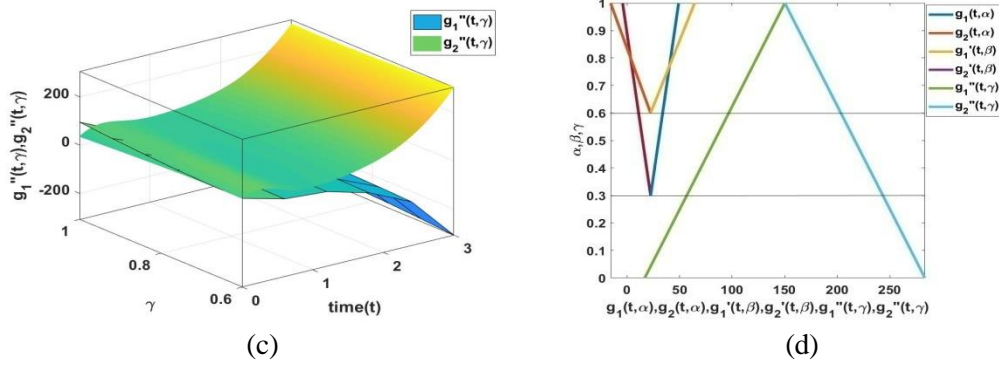 g₁''(t,γ)
g₂''(t,γ)
g₁''(t,γ),g₂''(t,γ)
200
0
-200
1
0.8
0.6
γ
0
1
2
3
time(t)
(c)
g₁(t,α)
g₂(t,α)
g₁'(t,β)
g₂'(t,β)
g₁''(t,γ)
g₂''(t,γ)
α,β,γ
1
0.9
0.8
0.7
0.6
0.5
0.4
0.3
0.2
0.1
0
0 50 100 150 200 250
g₁(t,α),g₂(t,α),g₁'(t,β),g₂'(t,β),g₁''(t,γ),g₂''(t,γ)
(d)